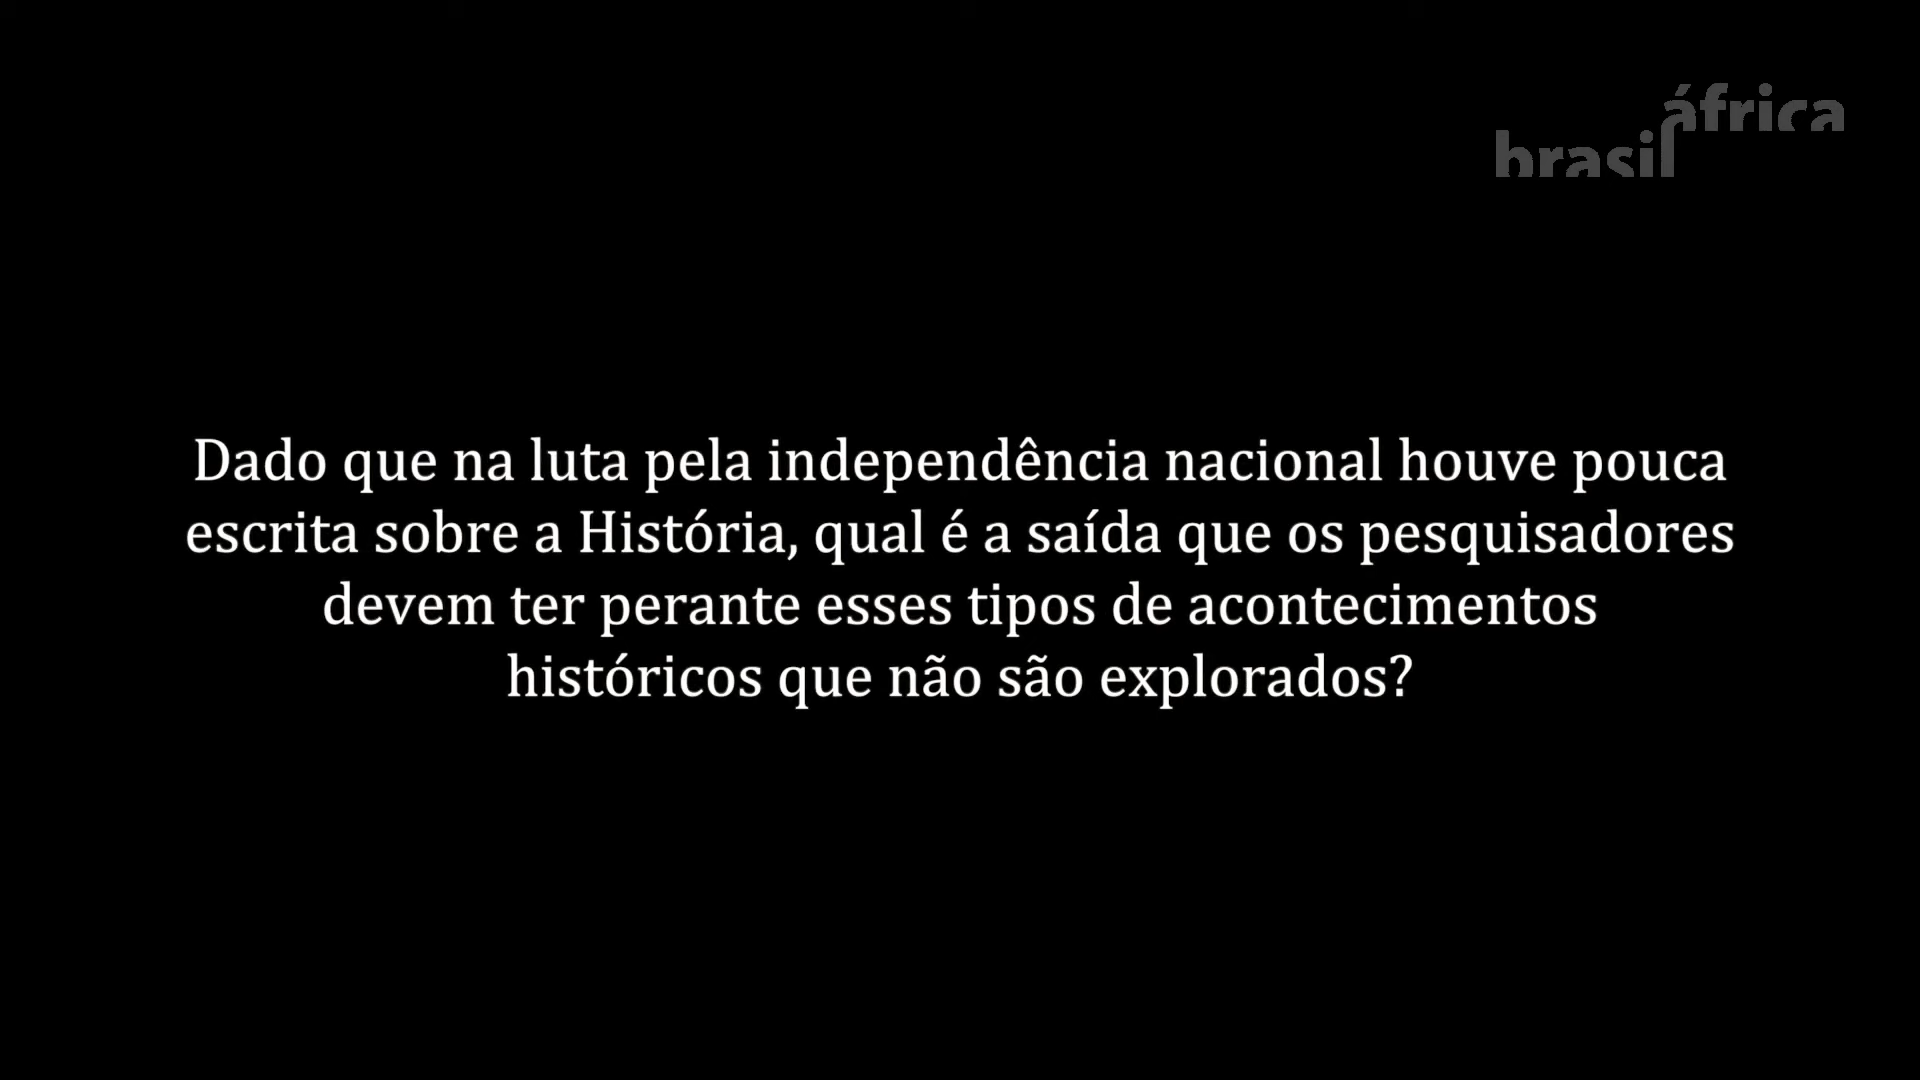 áfrica
brasil
Dado que na luta pela independência nacional houve pouca
escrita sobre a História, qual é a saída que os pesquisadores
devem ter perante esses tipos de acontecimentos
históricos que não são explorados?